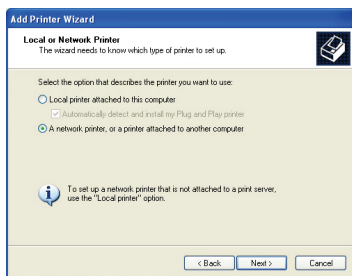 Add Printer Wizard
Local or Network Printer
The wizard needs to know which type of printer to set up.
Select the option that describes the printer you want to use:
Local printer attached to this computer
Automatically detect and install my Plug and Play printer
A network printer, or a printer attached to another computer
To set up a network printer that is not attached to a print server,
use the "Local printer" option.
< Back
Next >
Cancel